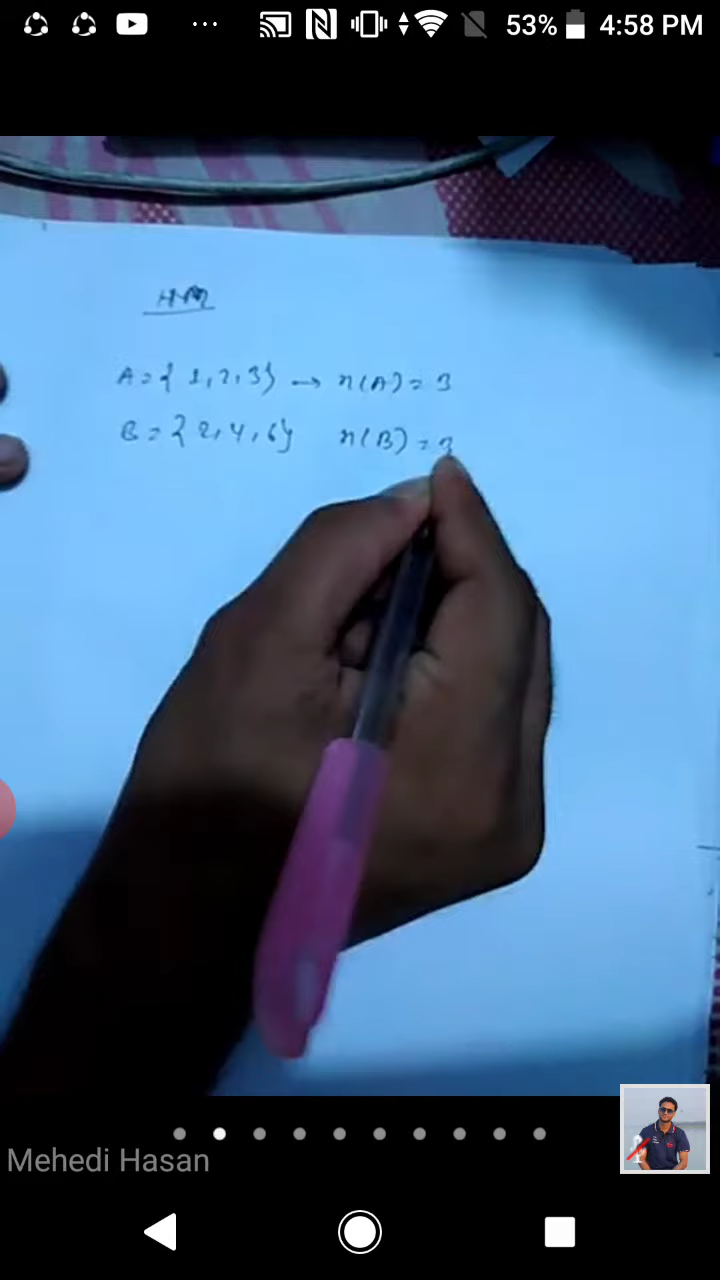 53% 4:58 PM
A = { 1, 2, 3} → n(A) = 3
B = { 2, 4, 6} n(B) = 3
Mehedi Hasan